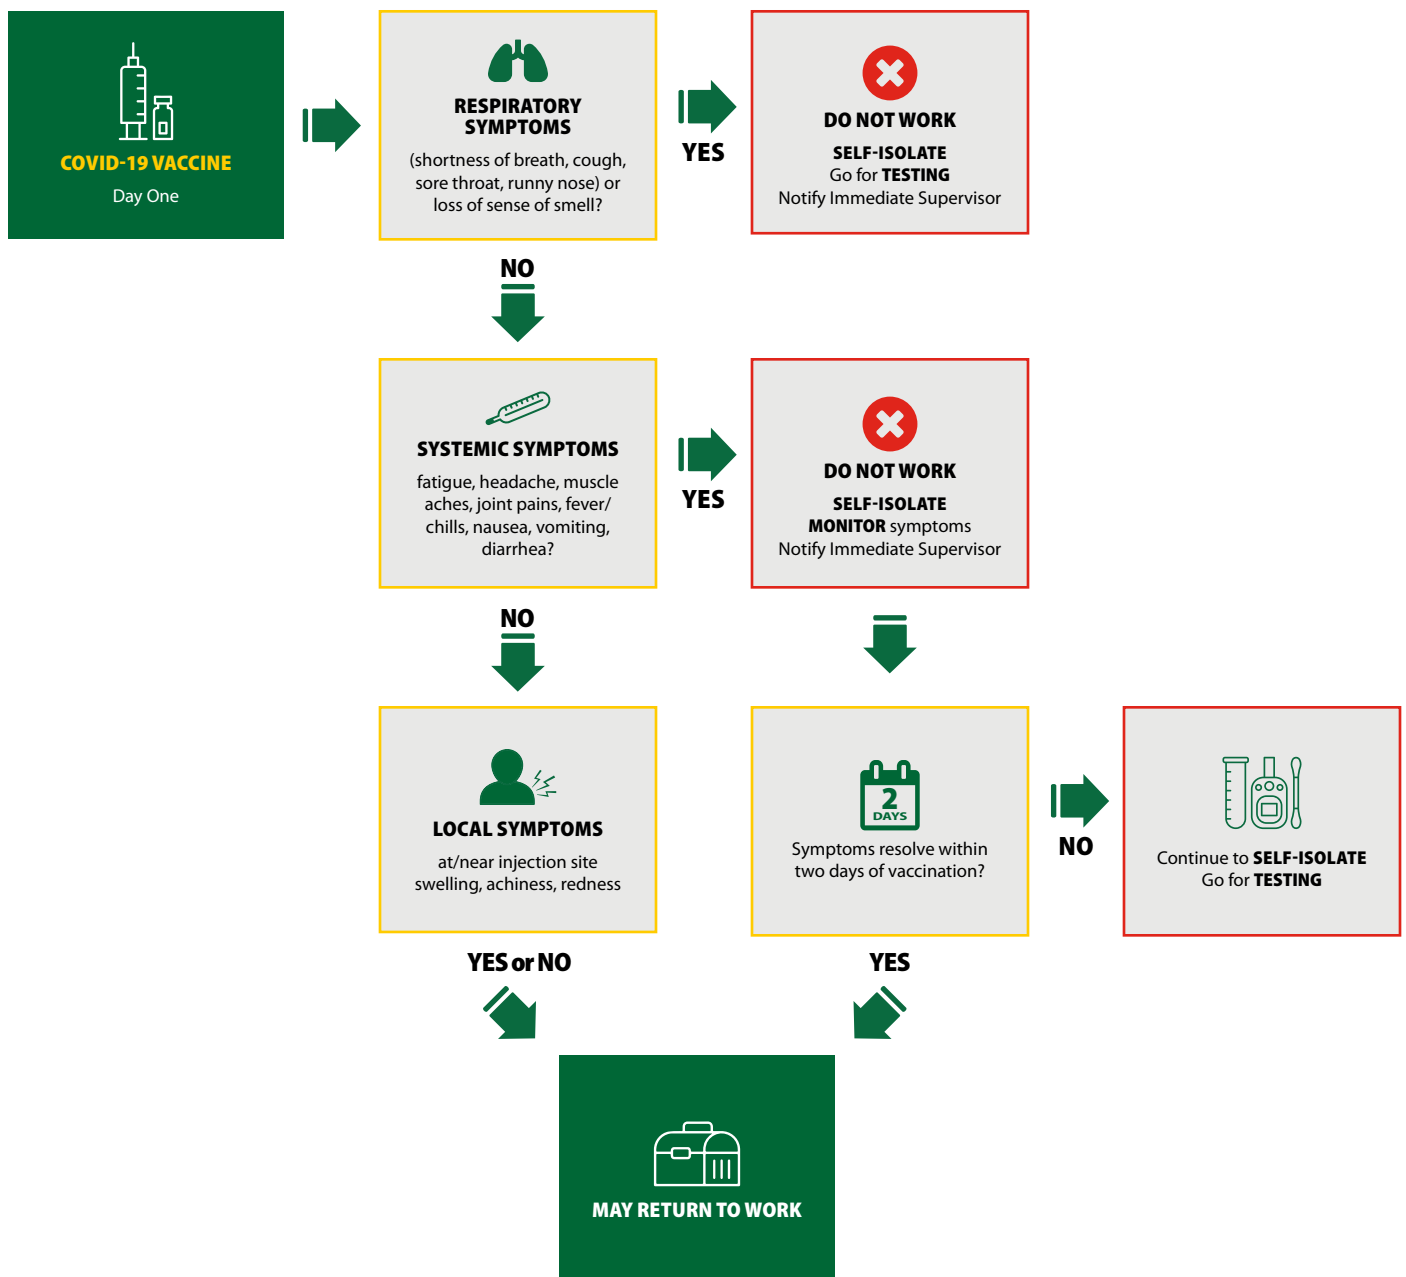 COVID-19 VACCINE
Day One
RESPIRATORY
SYMPTOMS
(shortness of breath, cough,
sore throat, runny nose) or
loss of sense of smell?
YES
DO NOT WORK
SELF-ISOLATE
Go for TESTING
Notify Immediate Supervisor
NO
SYSTEMIC SYMPTOMS
fatigue, headache, muscle
aches, joint pains, fever/
chills, nausea, vomiting,
diarrhea?
YES
DO NOT WORK
SELF-ISOLATE
MONITOR symptoms
Notify Immediate Supervisor
NO
LOCAL SYMPTOMS
at/near injection site
swelling, achiness, redness
2
DAYS
Symptoms resolve within
two days of vaccination?
NO
Continue to SELF-ISOLATE
Go for TESTING
YES or NO
YES
MAY RETURN TO WORK